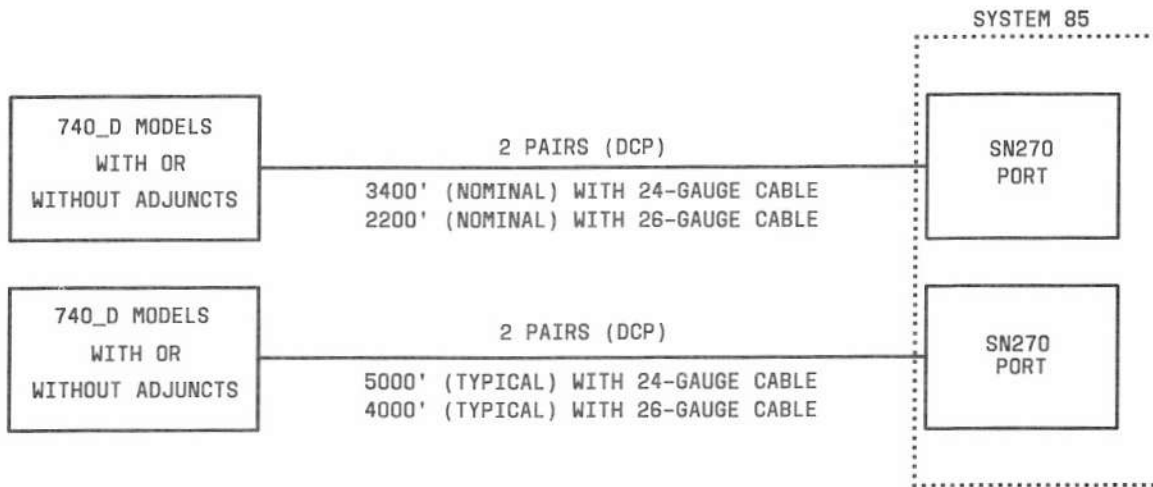 SYSTEM 85
740_D MODELS
WITH OR
WITHOUT ADJUNCTS
2 PAIRS (DCP)
3400' (NOMINAL) WITH 24-GAUGE CABLE
2200' (NOMINAL) WITH 26-GAUGE CABLE
SN270
PORT
740_D MODELS
WITH OR
WITHOUT ADJUNCTS
2 PAIRS (DCP)
5000' (TYPICAL) WITH 24-GAUGE CABLE
4000' (TYPICAL) WITH 26-GAUGE CABLE
SN270
PORT